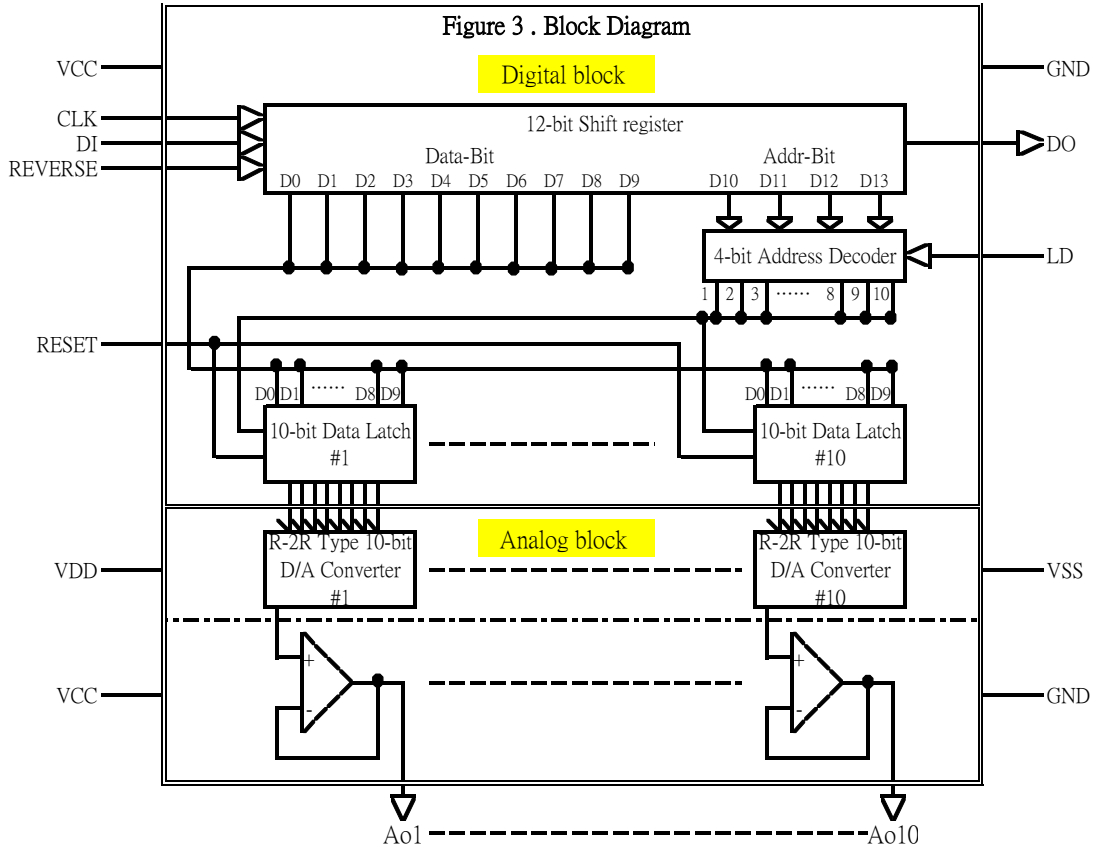 Figure 3 . Block Diagram
VCC
Digital block
GND
CLK
12-bit Shift register
DI
DO
REVERSE
Data-Bit
Addr-Bit
D0 D1 D2 D3 D4 D5 D6 D7 D8 D9 D10 D11 D12 D13
4-bit Address Decoder
LD
1 2 3 ...... 8 9 10
RESET
D0 D1 ...... D8 D9
D0 D1 ...... D8 D9
10-bit Data Latch
#1
10-bit Data Latch
#10
Analog block
R-2R Type 10-bit
D/A Converter
#1
R-2R Type 10-bit
D/A Converter
#10
VDD
VSS
+
-
+
-
VCC
GND
Ao1
Ao10